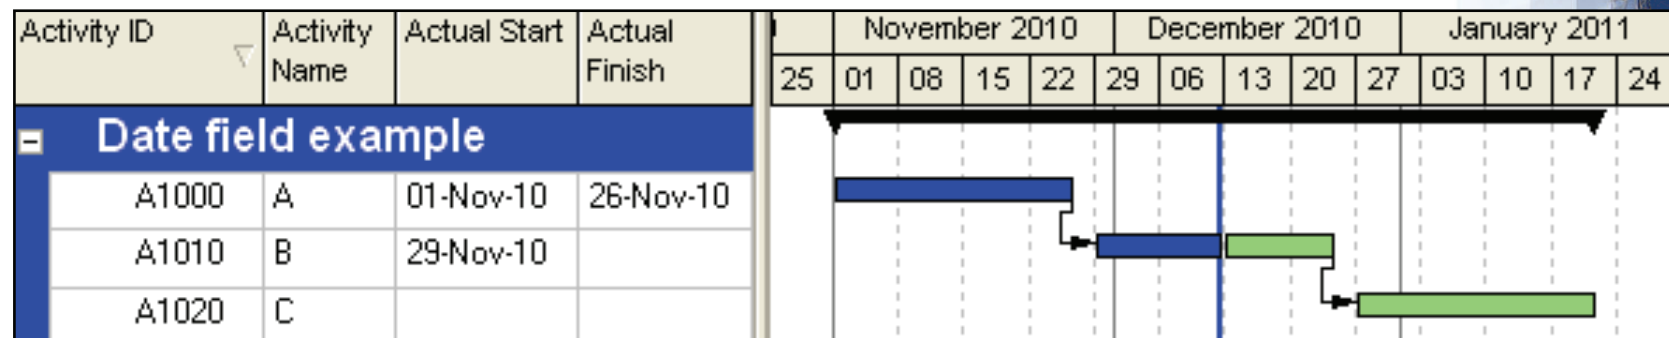 Activity ID Activity Name Actual Start Actual Finish
November 2010 December 2010 January 2011
25 01 08 15 22 29 06 13 20 27 03 10 17 24
Date field example
A1000 A 01-Nov-10 26-Nov-10
A1010 B 29-Nov-10
A1020 C